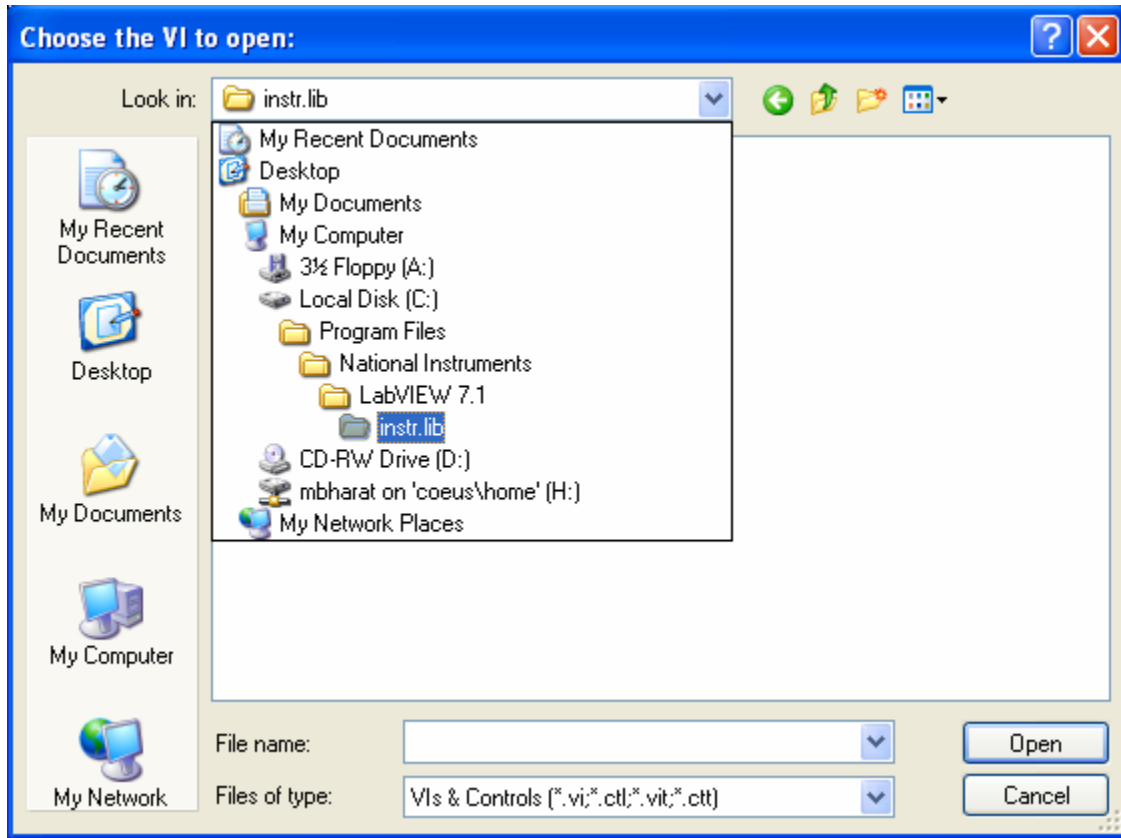 Choose the VI to open:
Look in:
instr.lib
My Recent Documents
Desktop
My Documents
My Computer
3½ Floppy (A:)
Local Disk (C:)
Program Files
National Instruments
LabVIEW 7.1
instr.lib
CD-RW Drive (D:)
mbharat on 'coeus\home' (H:)
My Network Places
My Recent
Documents
Desktop
My Documents
My Computer
My Network
File name:
Open
Files of type:
VIs & Controls (*.vi;*.ctl;*.vit;*.ctt)
Cancel